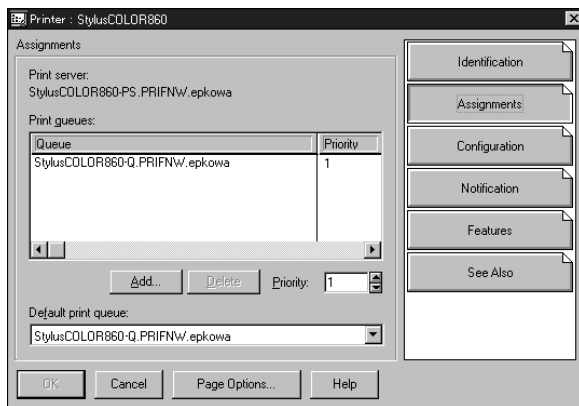 Printer : StylusCOLOR860
Assignments
Print server:
StylusCOLOR860-PS.PRIFNW.epkowa
Print queues:
Queue Priority
StylusCOLOR860-Q.PRIFNW.epkowa 1
Add... Delete Priority: 1
Default print queue:
StylusCOLOR860-Q.PRIFNW.epkowa
OK Cancel Page Options... Help
Identification
Assignments
Configuration
Notification
Features
See Also